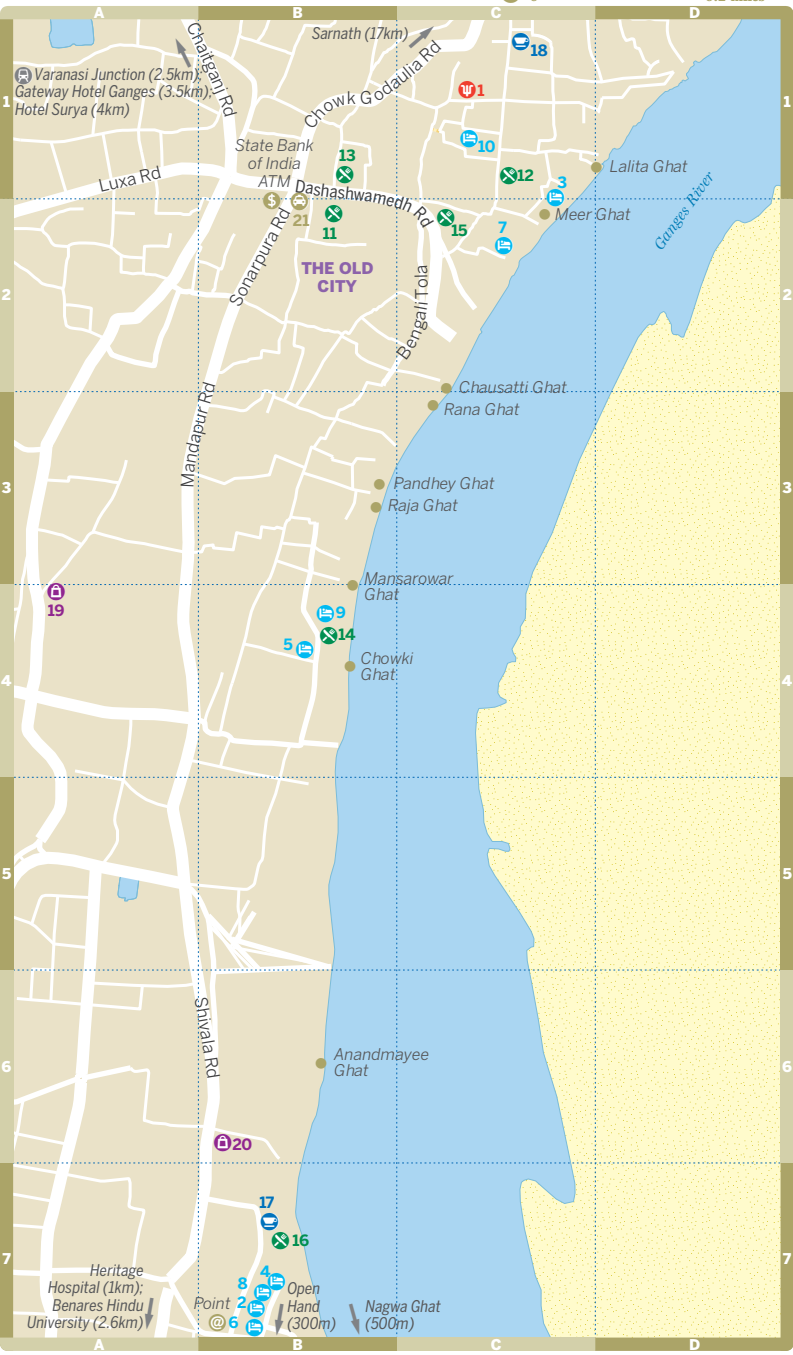 A
B
C
D
Sarnath (17km)
18
Chaitganj Rd
Varanasi Junction (2.5km);
Gateway Hotel Ganges (3.5km);
Hotel Surya (4km)
Chowk Godaulia Rd
1
1
1
10
State Bank
of India
ATM
13
12
3
Lalita Ghat
Luxa Rd
Dashashwamedh Rd
$
21
11
15
7
Meer Ghat
Ganges River
Sonarpura Rd
THE OLD
CITY
2
2
Bengali Tola
Chausatti Ghat
Rana Ghat
Mandapur Rd
Pandhey Ghat
3
3
Raja Ghat
Mansarowar
Ghat
19
9
14
5
Chowki
Ghat
4
4
5
5
Shivala Rd
Anandmayee
Ghat
6
6
20
17
16
7
7
Heritage
Hospital (1km);
Benares Hindu
University (2.6km)
4
8
2
6
Point
@
Open
Hand
(300m)
Nagwa Ghat
(500m)
A
B
C
D